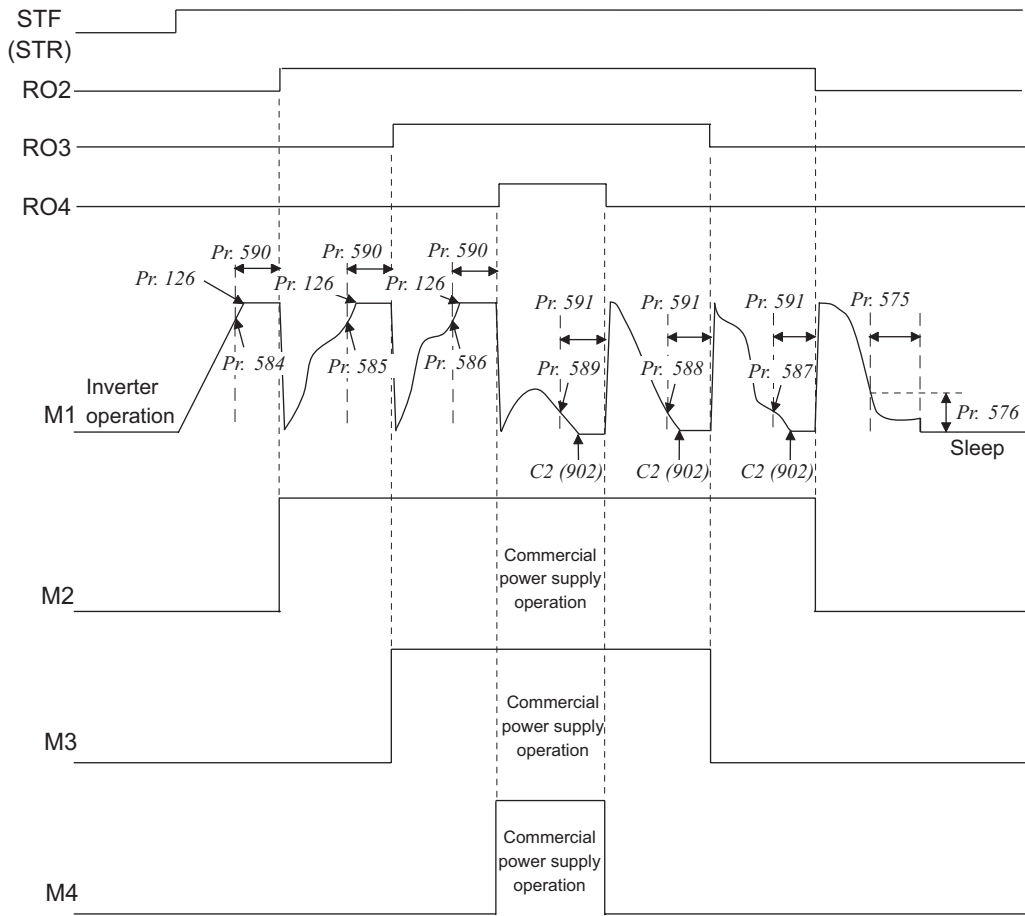 STF
(STR)
RO2
RO3
RO4
Pr. 590
Pr. 590
Pr. 590
Pr. 126
Pr. 126
Pr. 126
Pr. 591
Pr. 591
Pr. 591
Pr. 575
Pr. 584
Pr. 585
Pr. 586
Pr. 589
Pr. 588
Pr. 587
Pr. 576
Inverter
operation
M1
Sleep
C2 (902)
C2 (902)
C2 (902)
M2
Commercial
power supply
operation
M3
Commercial
power supply
operation
M4
Commercial
power supply
operation